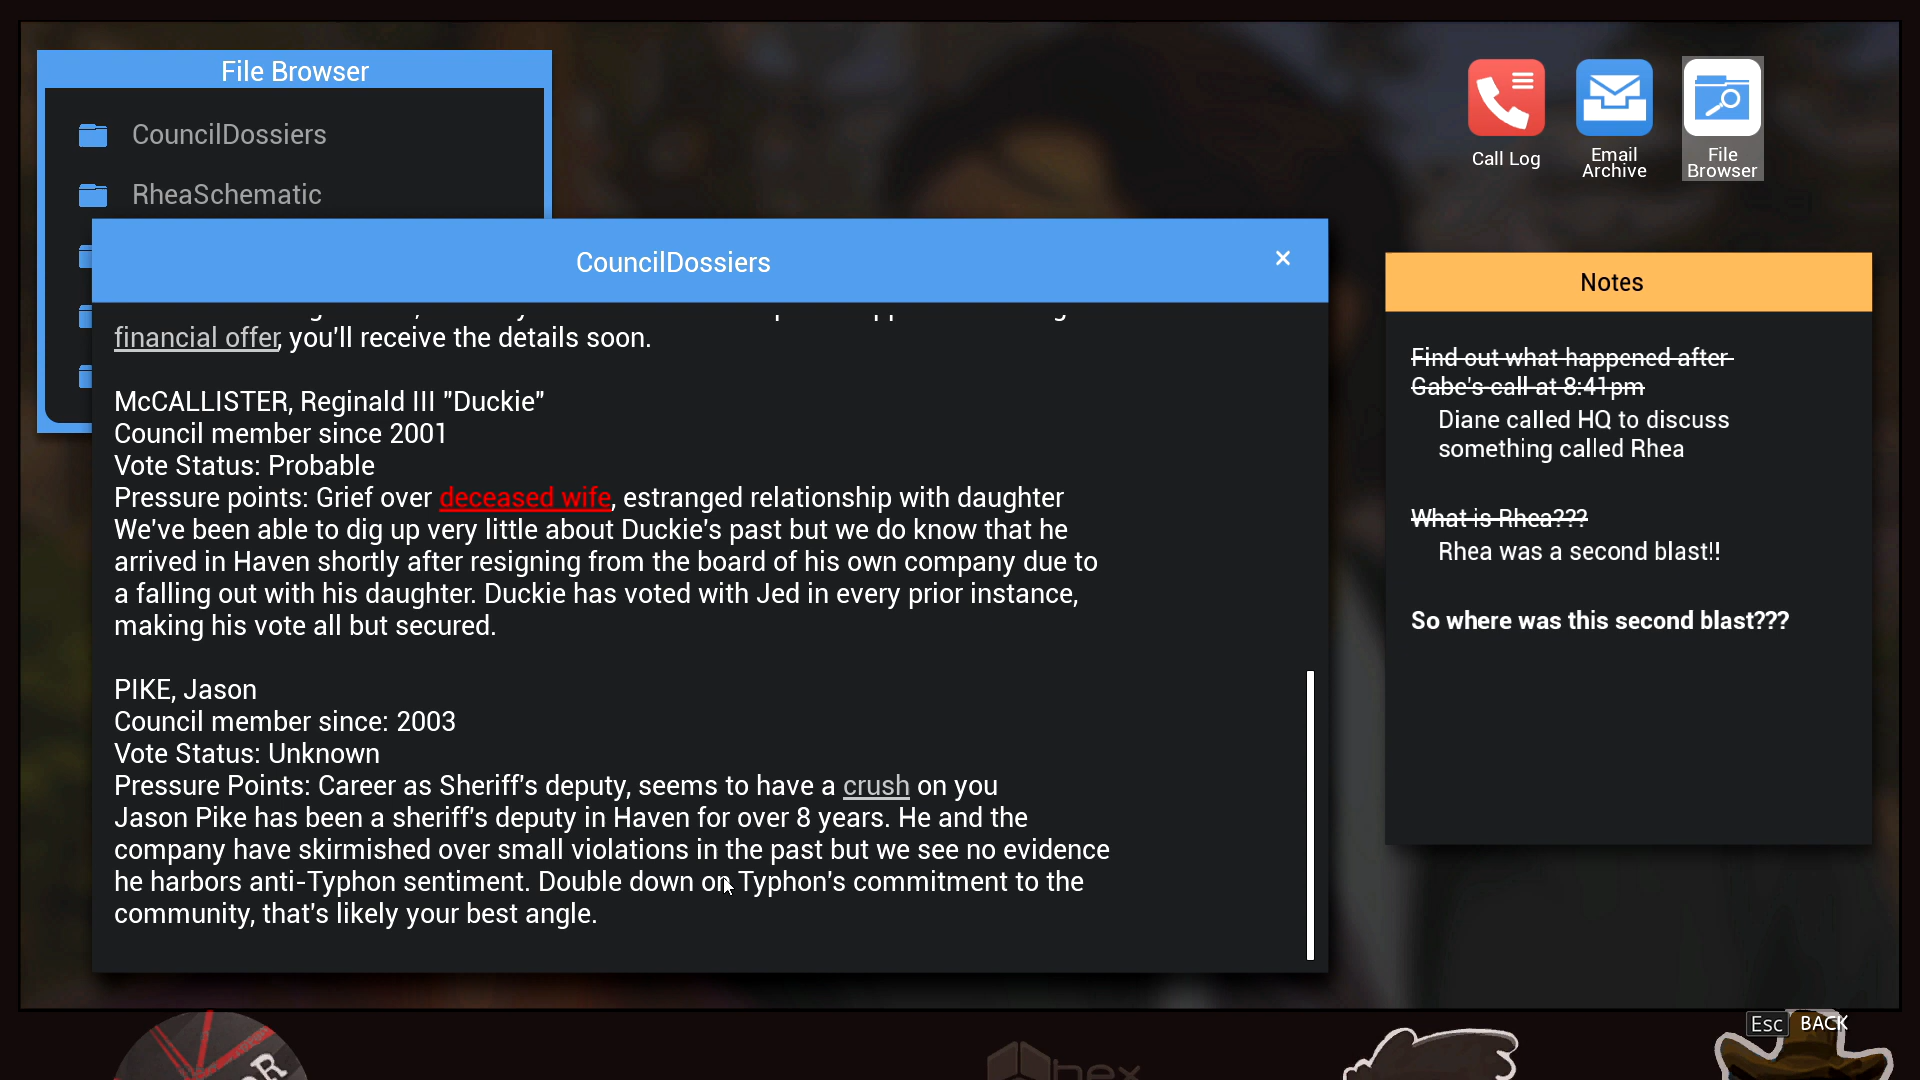 File Browser
CouncilDossiers
RheaSchematic
Call Log
Email
Archive
File
Browser
CouncilDossiers
×
financial offer, you'll receive the details soon.
McCALLISTER, Reginald III "Duckie"
Council member since 2001
Vote Status: Probable
Pressure points: Grief over deceased wife, estranged relationship with daughter
We've been able to dig up very little about Duckie's past but we do know that he
arrived in Haven shortly after resigning from the board of his own company due to
a falling out with his daughter. Duckie has voted with Jed in every prior instance,
making his vote all but secured.
PIKE, Jason
Council member since: 2003
Vote Status: Unknown
Pressure Points: Career as Sheriff's deputy, seems to have a crush on you
Jason Pike has been a sheriff's deputy in Haven for over 8 years. He and the
company have skirmished over small violations in the past but we see no evidence
he harbors anti-Typhon sentiment. Double down on Typhon's commitment to the
community, that's likely your best angle.
Notes
Find out what happened after
Gabe's call at 8:41pm
Diane called HQ to discuss
something called Rhea
What is Rhea???
Rhea was a second blast!!
So where was this second blast???
Esc BACK
hex